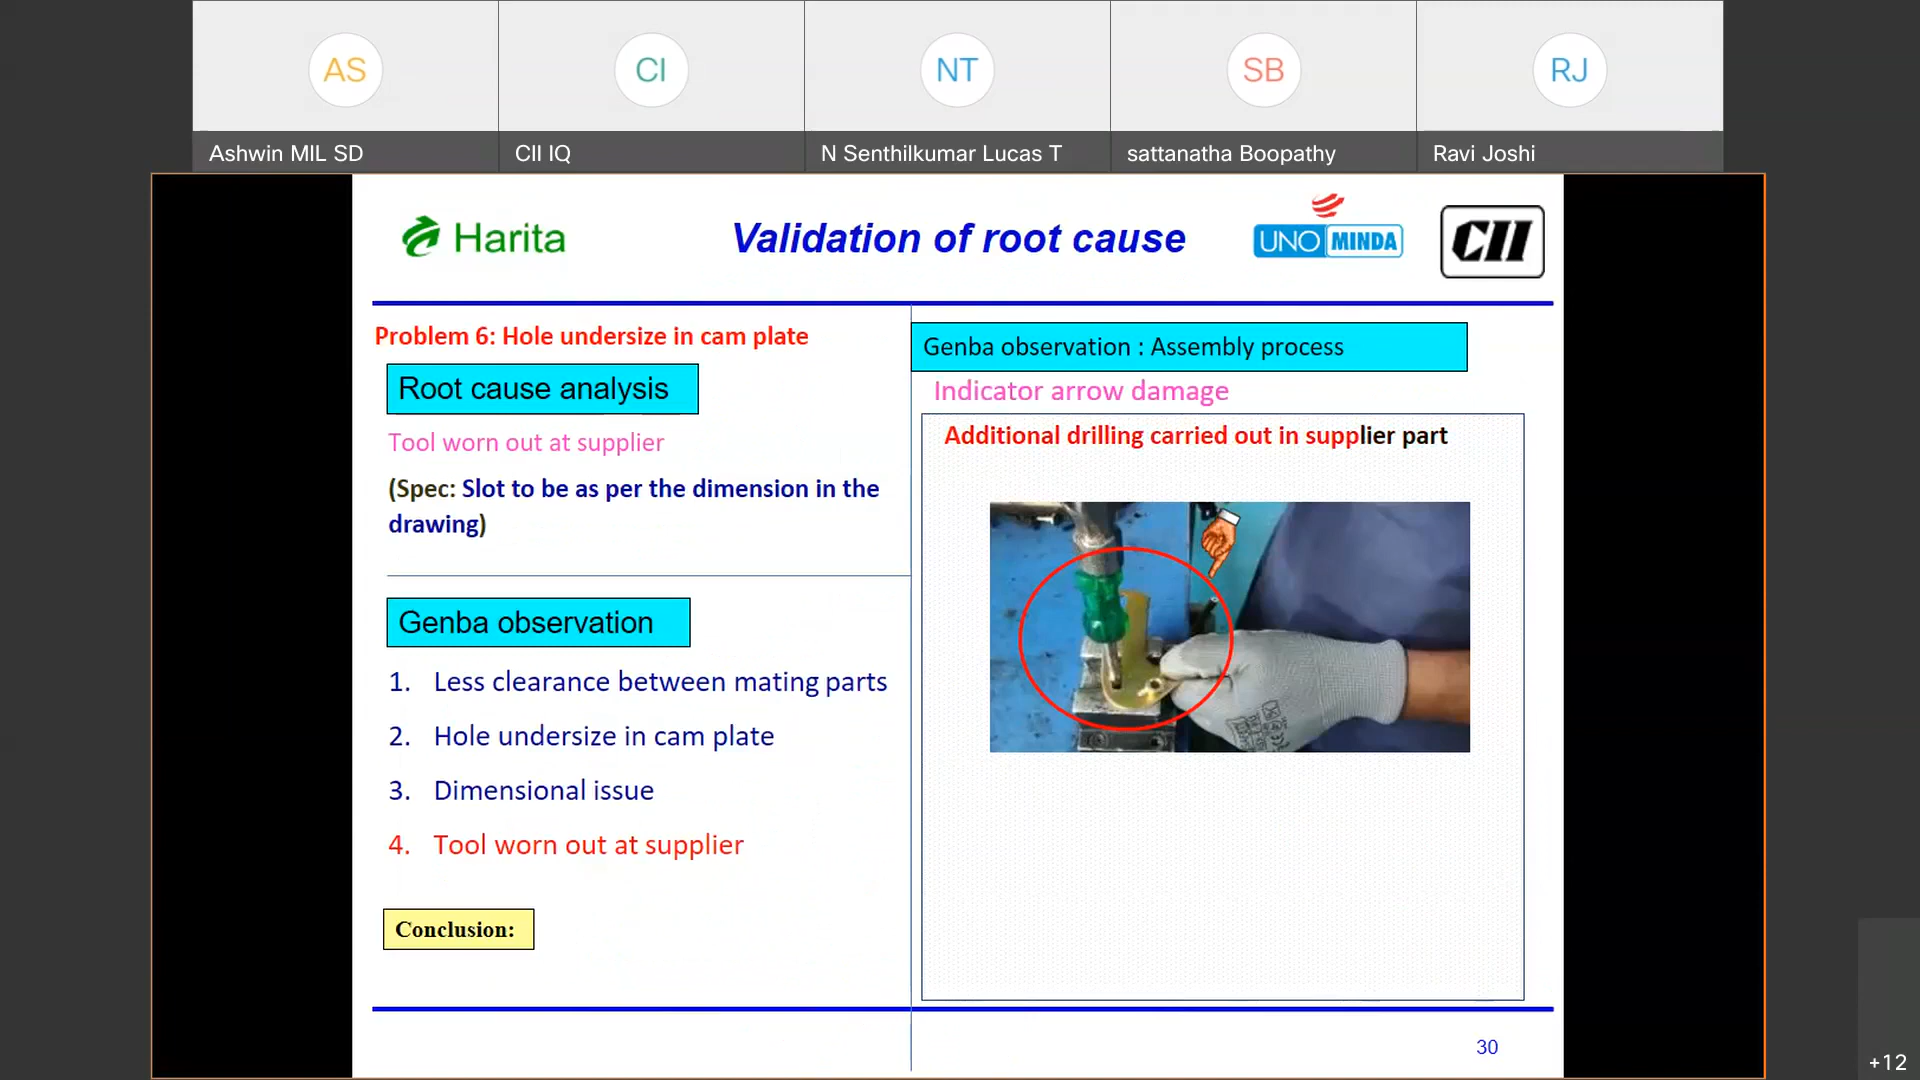 AS
CI
NT
SB
RJ
Ashwin MIL SD
CII IQ
N Senthilkumar Lucas T
sattanatha Boopathy
Ravi Joshi
Harita
Validation of root cause
UNO MINDA
CII
Problem 6: Hole undersize in cam plate
Root cause analysis
Tool worn out at supplier
(Spec: Slot to be as per the dimension in the
drawing)
Genba observation
1. Less clearance between mating parts
2. Hole undersize in cam plate
3. Dimensional issue
4. Tool worn out at supplier
Conclusion:
Genba observation : Assembly process
Indicator arrow damage
Additional drilling carried out in supplier part
30
+12